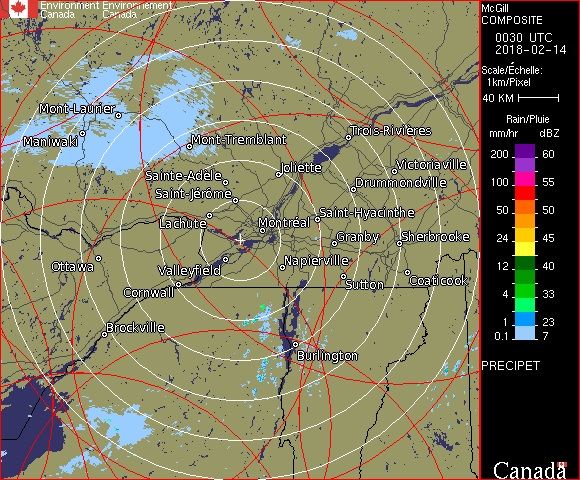 Environment Environnement
Canada Canada
Mont-Laurier
Maniwaki
Mont-Tremblant
Trois-Rivières
Sainte-Adèle
Joliette
Victoriaville
Saint-Jérôme
Drummondville
Lachute
Montréal
Saint-Hyacinthe
Granby
Sherbrooke
Ottawa
Valleyfield
Napierville
Cornwall
Sutton
Coaticook
Brockville
Burlington
McGill
COMPOSITE
0030 UTC
2018-02-14
Scale/Échelle:
1km/Pixel
40 KM
Rain/Pluie
mm/hr dBZ
200 60
150 57
100 55
50 50
24 45
12 40
4 33
1 23
0.1 7
PRECIPET
Canada